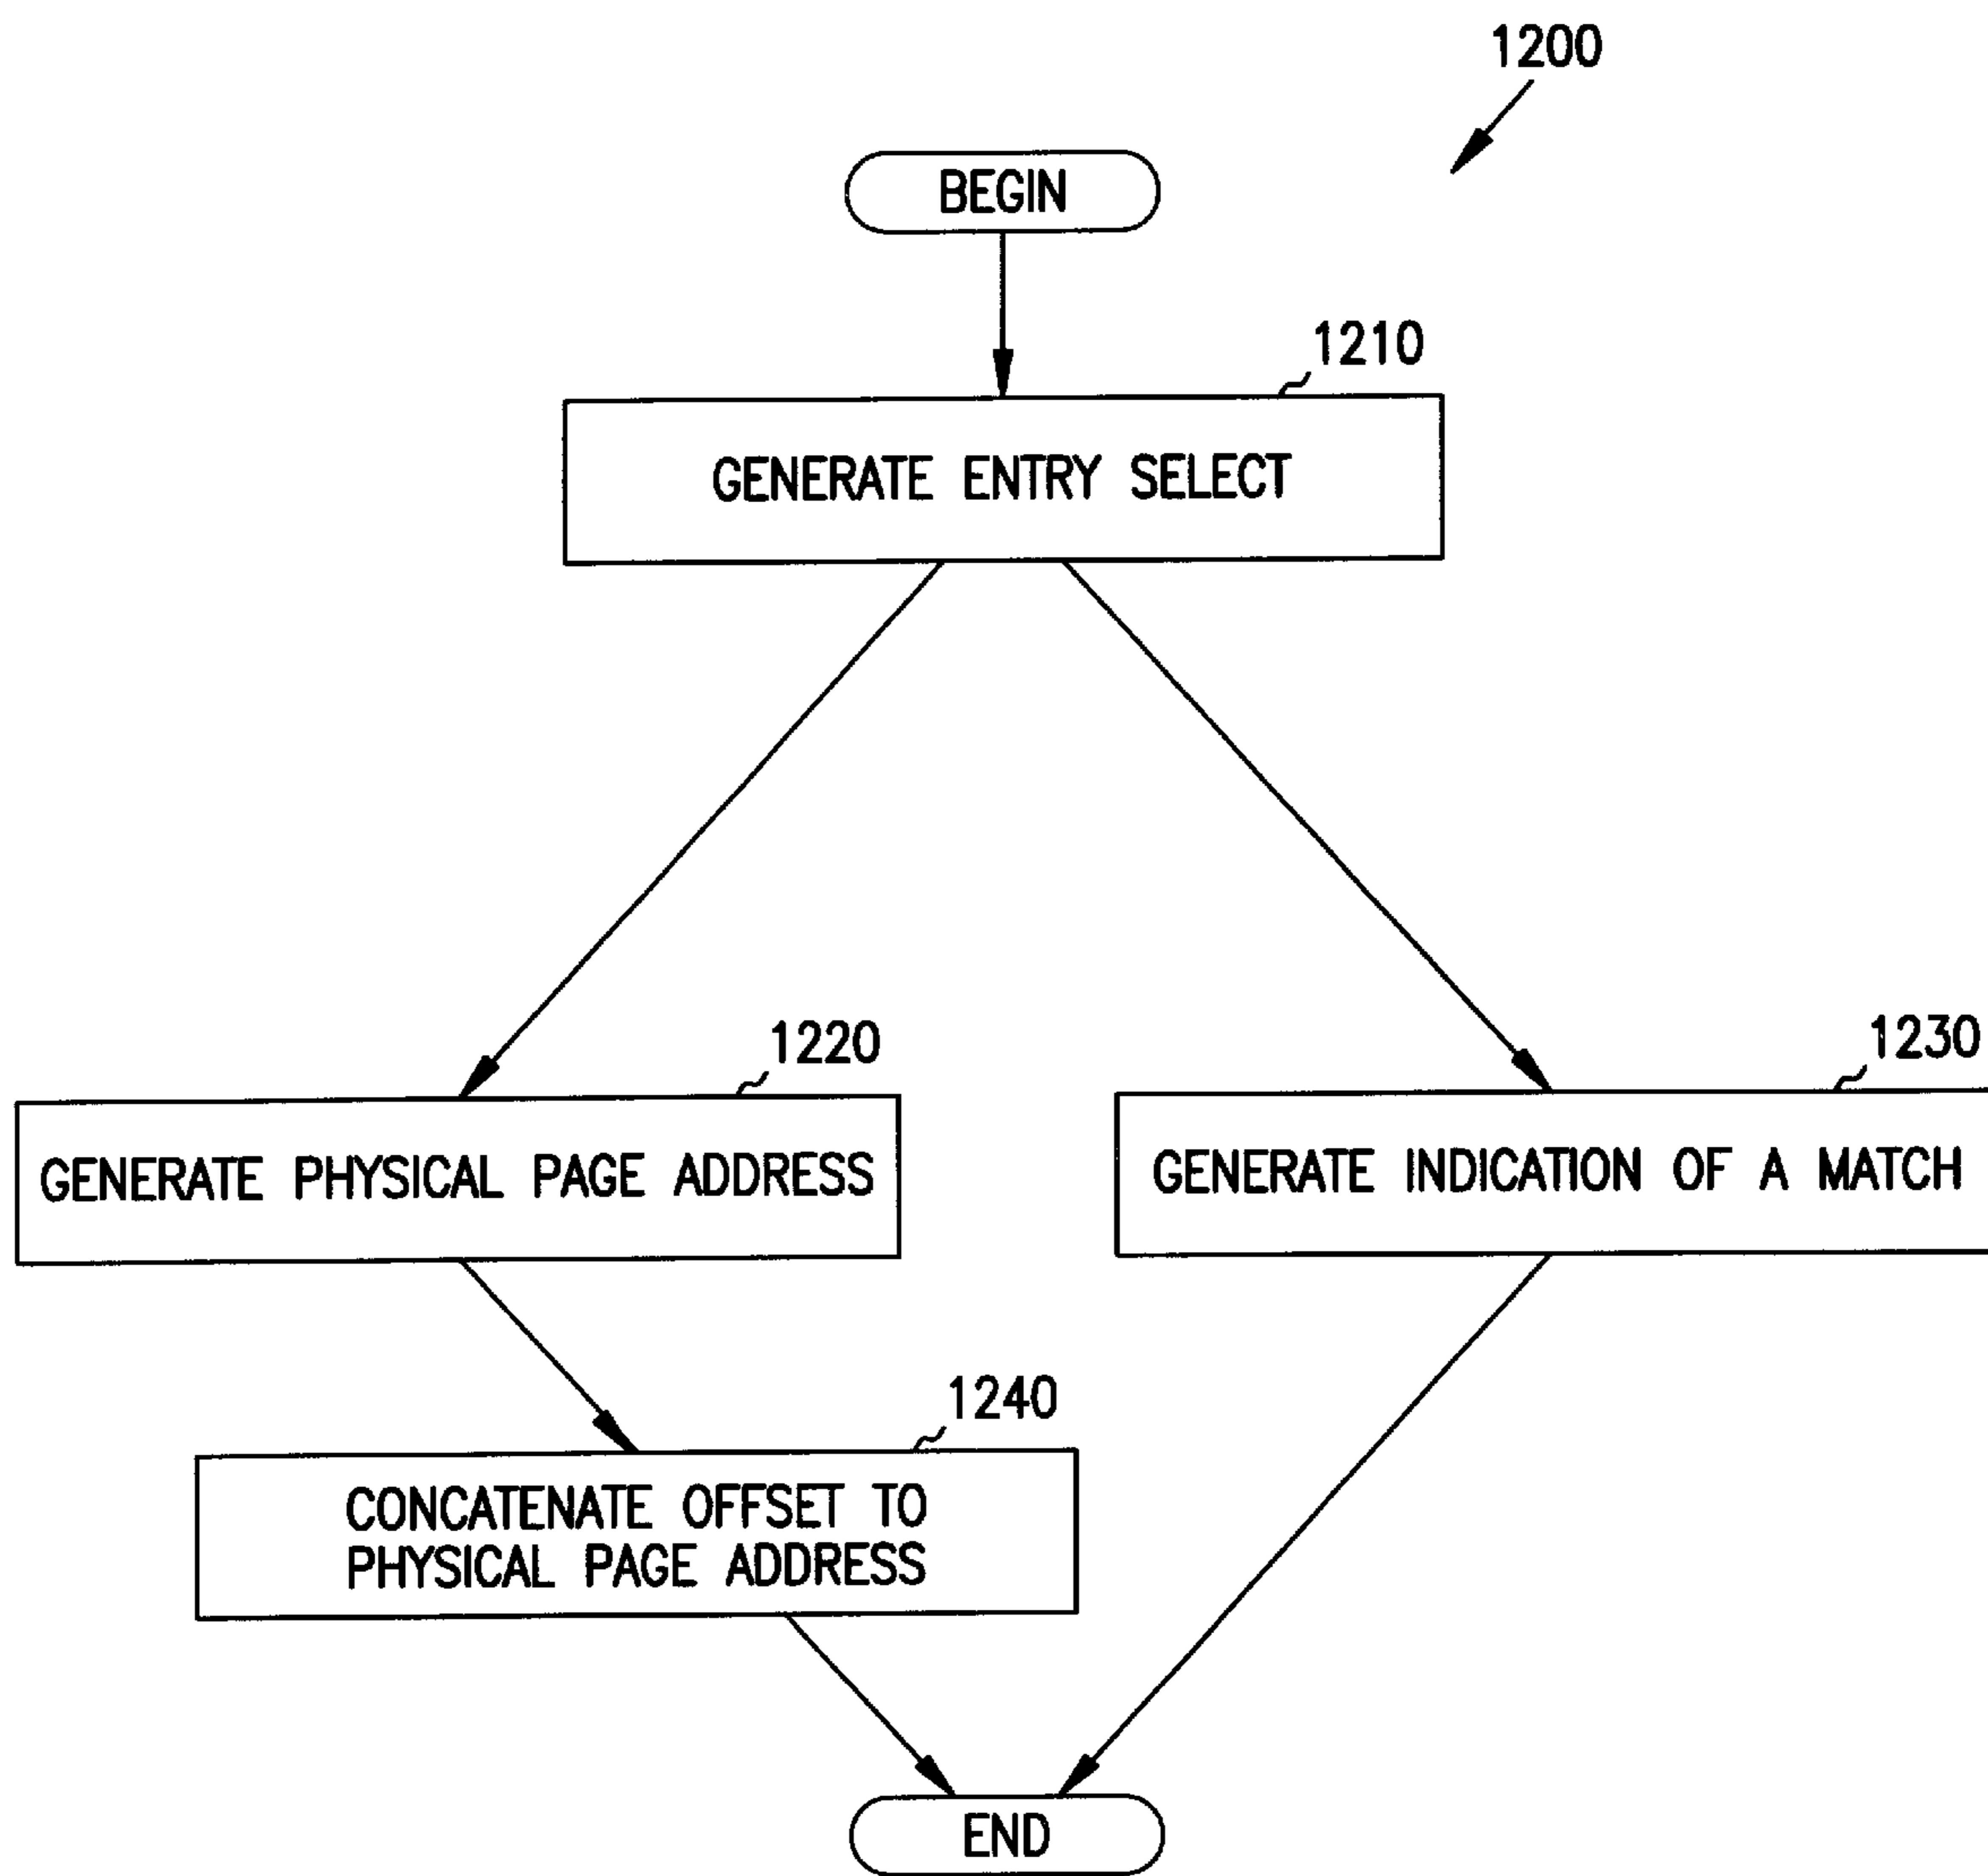 1200
BEGIN
1210
GENERATE ENTRY SELECT
1220
GENERATE PHYSICAL PAGE ADDRESS
1230
GENERATE INDICATION OF A MATCH
1240
CONCATENATE OFFSET TO
PHYSICAL PAGE ADDRESS
END